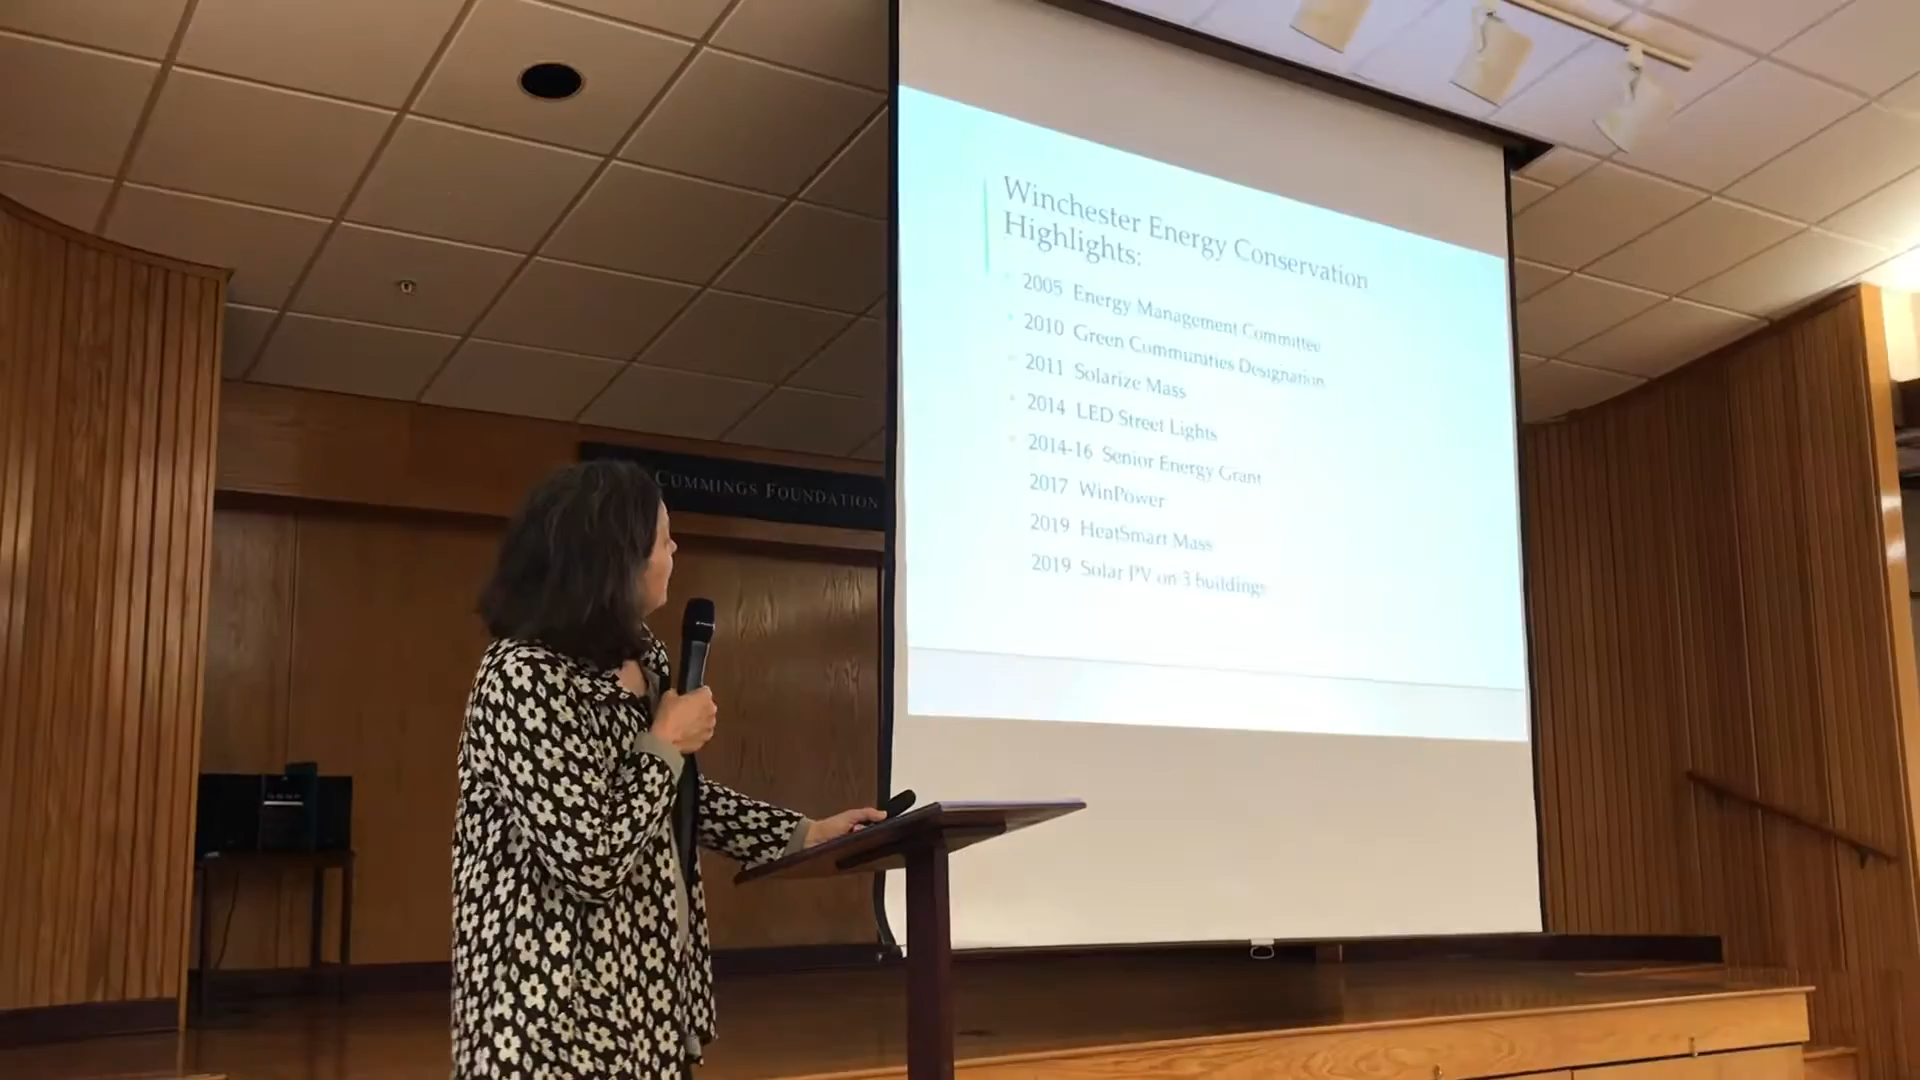 Winchester Energy Conservation
Highlights:
2005 Energy Management Committee
2010 Green Communities Designation
2011 Solarize Mass
2014 LED Street Lights
2014-16 Senior Energy Grant
2017 WinPower
2019 HeatSmart Mass
2019 Solar PV on 3 buildings
CUMMINGS FOUNDATION